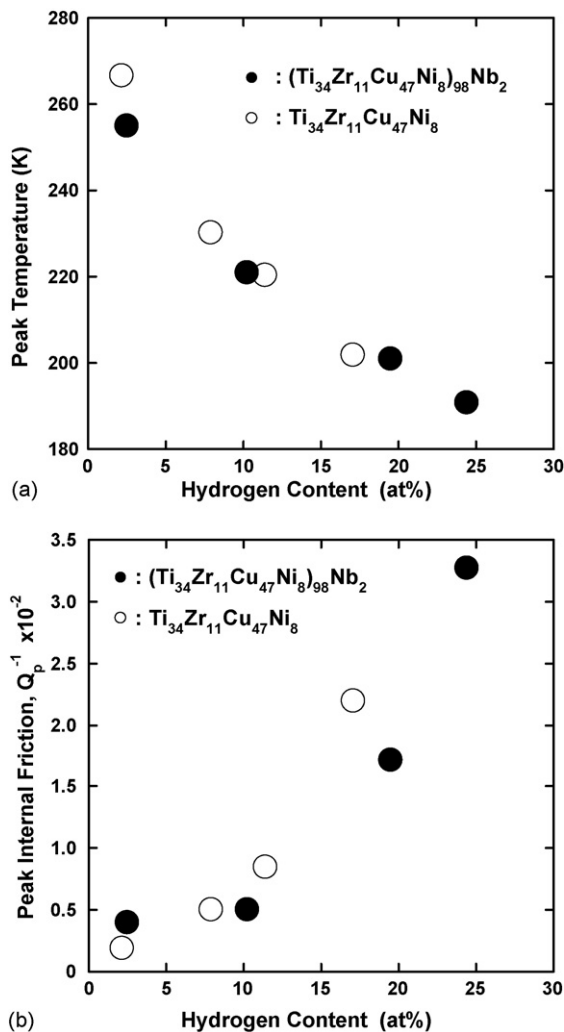 280
260
240
220
200
180
Peak Temperature (K)
● : (Ti34Zr11Cu47Ni8)98Nb2
○ : Ti34Zr11Cu47Ni8
0 5 10 15 20 25 30
(a) Hydrogen Content (at%)
3.5
3.0
2.5
2.0
1.5
1.0
0.5
0
Peak Internal Friction, Qp-1 x10-2
● : (Ti34Zr11Cu47Ni8)98Nb2
○ : Ti34Zr11Cu47Ni8
0 5 10 15 20 25 30
(b) Hydrogen Content (at%)